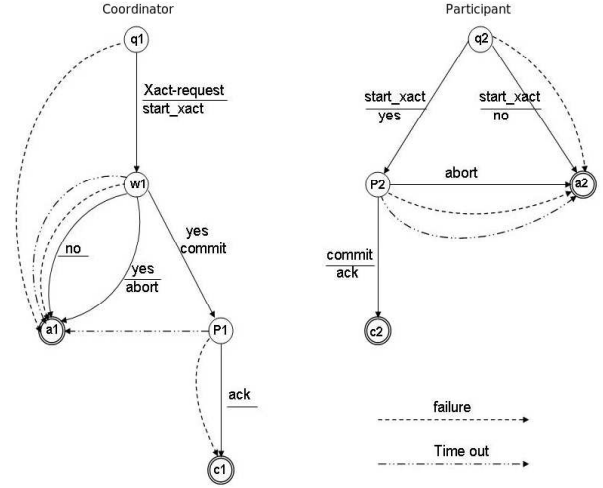 Coordinator
Participant
q1
q2
Xact-request
start_xact
start_xact
yes
start_xact
no
w1
P2
abort
a2
no
yes
abort
yes
commit
commit
ack
a1
P1
c2
ack
failure
Time out
c1